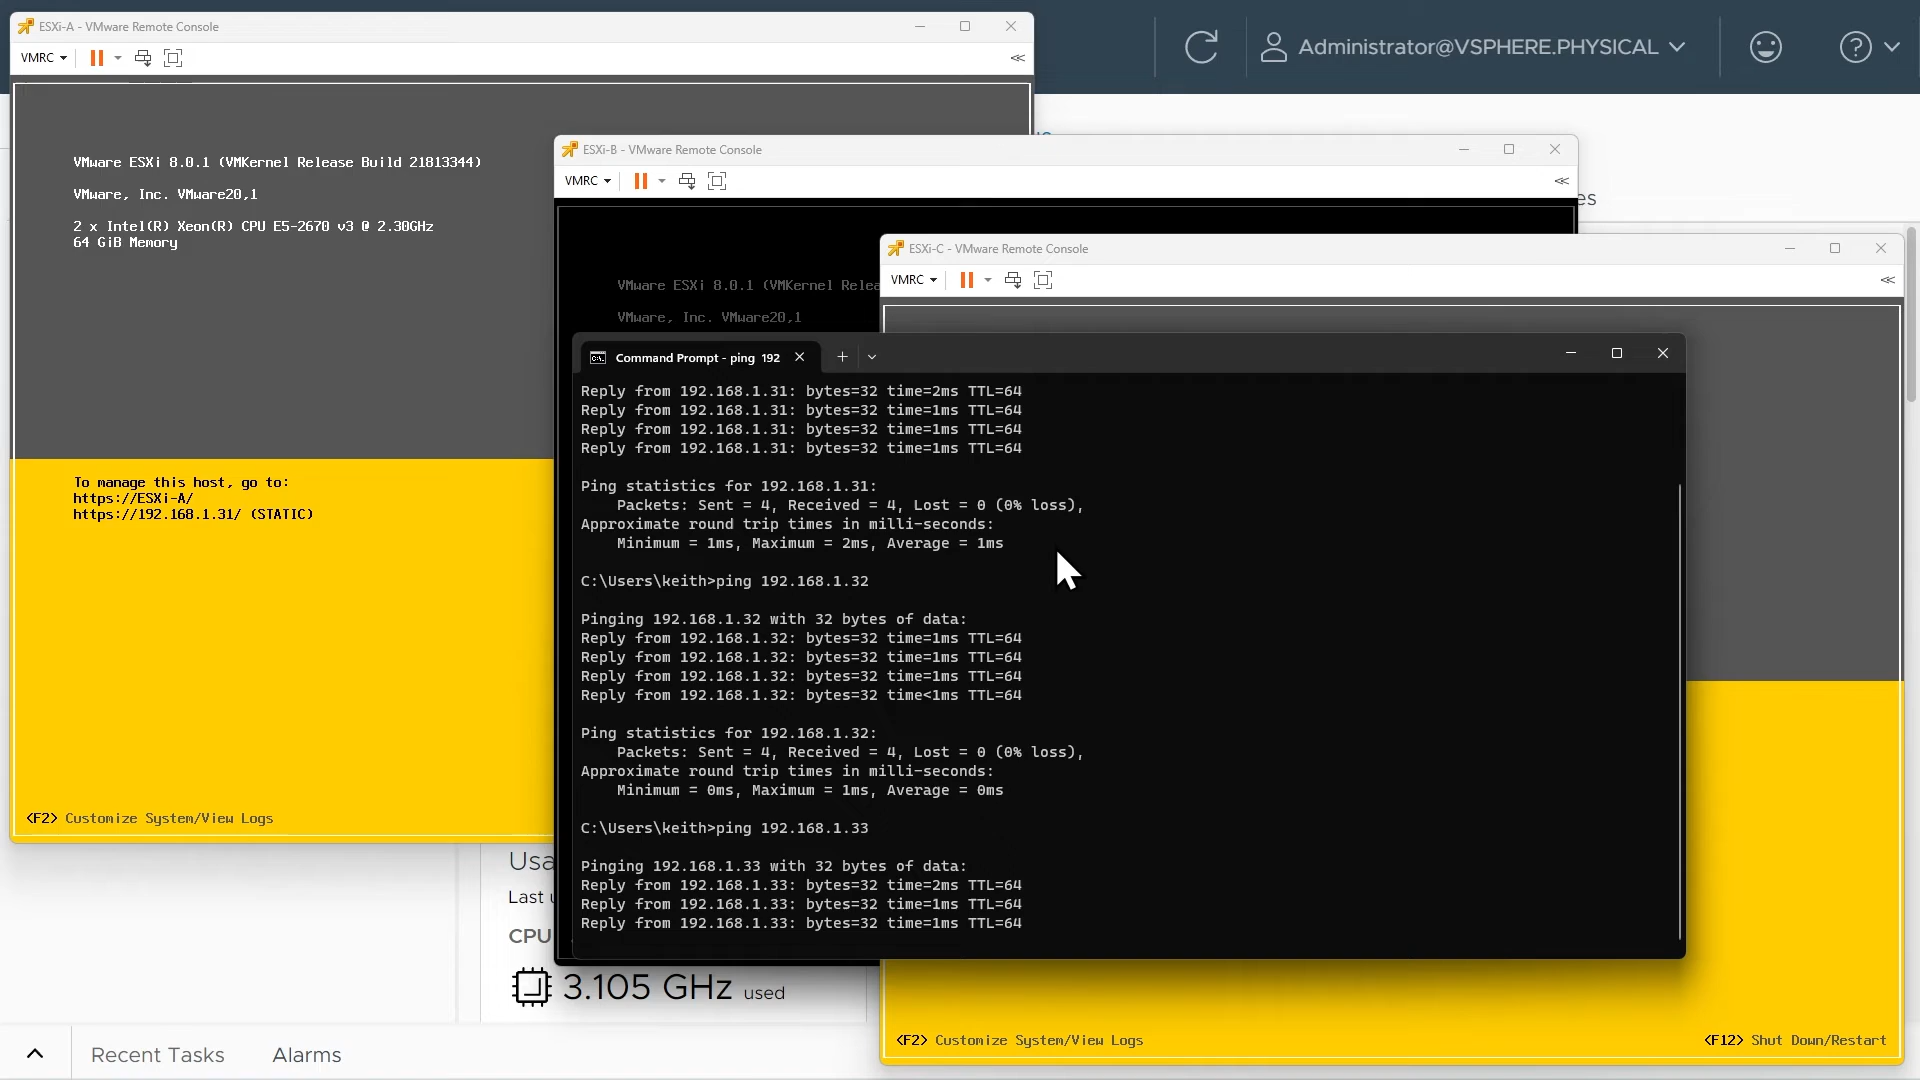 ESXi-A - VMware Remote Console
VMRC
Administrator@VSPHERE.PHYSICAL
VMware ESXi 8.0.1 (VMKernel Release Build 21813344)
VMware, Inc. VMware20,1
2 x Intel(R) Xeon(R) CPU E5-2670 v3 @ 2.30GHz
64 GiB Memory
To manage this host, go to:
https://ESXi-A/
https://192.168.1.31/ (STATIC)
<F2> Customize System/View Logs
ESXi-B - VMware Remote Console
VMRC
VMware ESXi 8.0.1 (VMKernel Relea
VMware, Inc. VMware20,1
es
ESXi-C - VMware Remote Console
VMRC
Command Prompt - ping 192
Reply from 192.168.1.31: bytes=32 time=2ms TTL=64
Reply from 192.168.1.31: bytes=32 time=1ms TTL=64
Reply from 192.168.1.31: bytes=32 time=1ms TTL=64
Reply from 192.168.1.31: bytes=32 time=1ms TTL=64
Ping statistics for 192.168.1.31:
Packets: Sent = 4, Received = 4, Lost = 0 (0% loss),
Approximate round trip times in milli-seconds:
Minimum = 1ms, Maximum = 2ms, Average = 1ms
C:\Users\keith>ping 192.168.1.32
Pinging 192.168.1.32 with 32 bytes of data:
Reply from 192.168.1.32: bytes=32 time=1ms TTL=64
Reply from 192.168.1.32: bytes=32 time=1ms TTL=64
Reply from 192.168.1.32: bytes=32 time=1ms TTL=64
Reply from 192.168.1.32: bytes=32 time<1ms TTL=64
Ping statistics for 192.168.1.32:
Packets: Sent = 4, Received = 4, Lost = 0 (0% loss),
Approximate round trip times in milli-seconds:
Minimum = 0ms, Maximum = 1ms, Average = 0ms
C:\Users\keith>ping 192.168.1.33
Pinging 192.168.1.33 with 32 bytes of data:
Reply from 192.168.1.33: bytes=32 time=2ms TTL=64
Reply from 192.168.1.33: bytes=32 time=1ms TTL=64
Reply from 192.168.1.33: bytes=32 time=1ms TTL=64
Usa
Last u
CPU
3.105 GHz used
<F2> Customize System/View Logs
<F12> Shut Down/Restart
Recent Tasks
Alarms